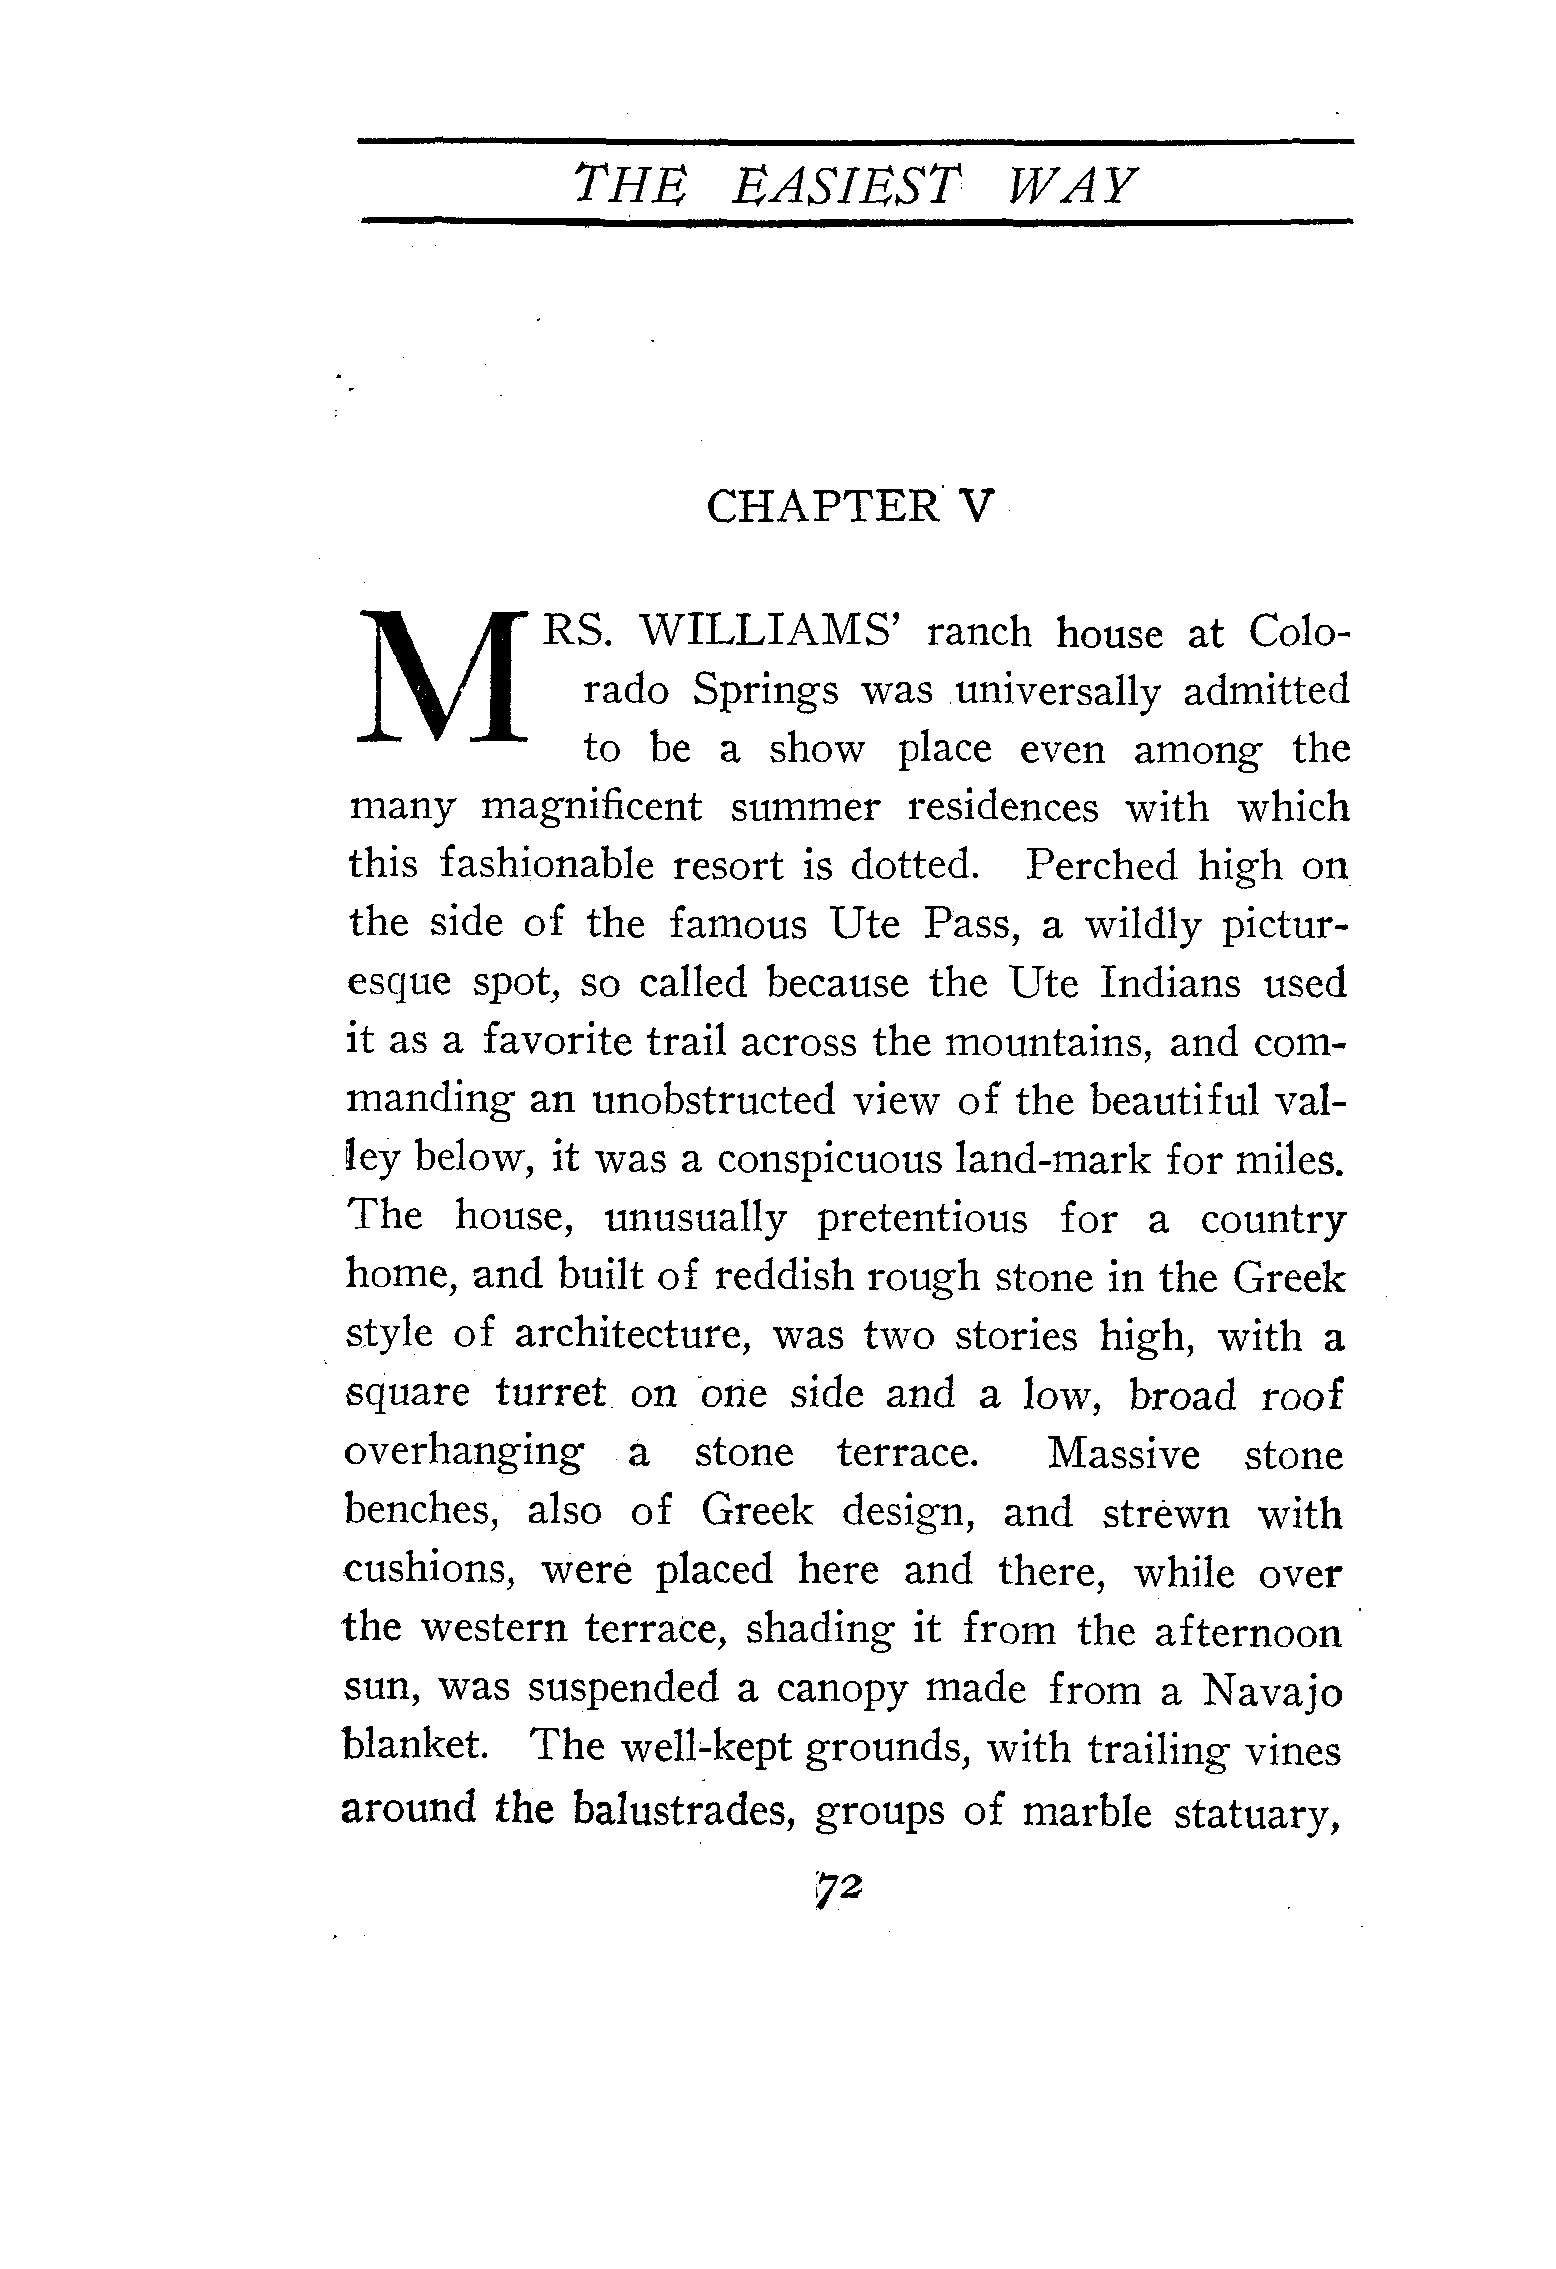 THE EASIEST WAY
CHAPTER V
MRS. WILLIAMS' ranch house at Colo-
rado Springs was universally admitted
to be a show place even among the
many magnificent summer residences with which
this fashionable resort is dotted. Perched high on
the side of the famous Ute Pass, a wildly pictur-
esque spot, so called because the Ute Indians used
it as a favorite trail across the mountains, and com-
manding an unobstructed view of the beautiful val-
ley below, it was a conspicuous land-mark for miles.
The house, unusually pretentious for a country
home, and built of reddish rough stone in the Greek
style of architecture, was two stories high, with a
square turret on one side and a low, broad roof
overhanging a stone terrace. Massive stone
benches, also of Greek design, and strewn with
cushions, were placed here and there, while over
the western terrace, shading it from the afternoon
sun, was suspended a canopy made from a Navajo
blanket. The well-kept grounds, with trailing vines
around the balustrades, groups of marble statuary,
72